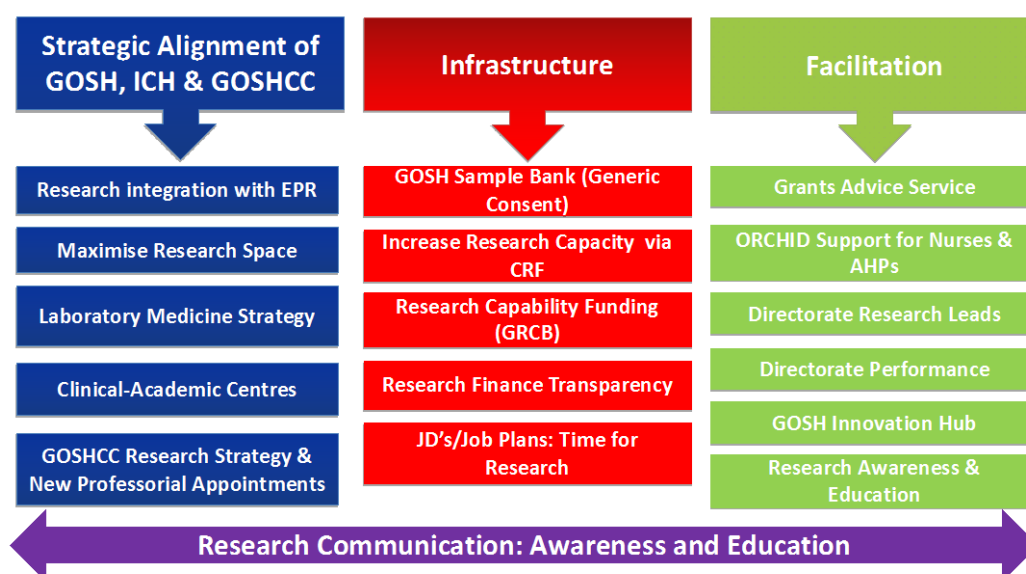 Strategic Alignment of
GOSH, ICH & GOSHCC
Research integration with EPR
Maximise Research Space
Laboratory Medicine Strategy
Clinical-Academic Centres
GOSHCC Research Strategy &
New Professorial Appointments
Infrastructure
GOSH Sample Bank (Generic
Consent)
Increase Research Capacity via
CRF
Research Capability Funding
(GRCB)
Research Finance Transparency
JD's/Job Plans: Time for
Research
Facilitation
Grants Advice Service
ORCHID Support for Nurses &
AHPs
Directorate Research Leads
Directorate Performance
GOSH Innovation Hub
Research Awareness &
Education
Research Communication: Awareness and Education